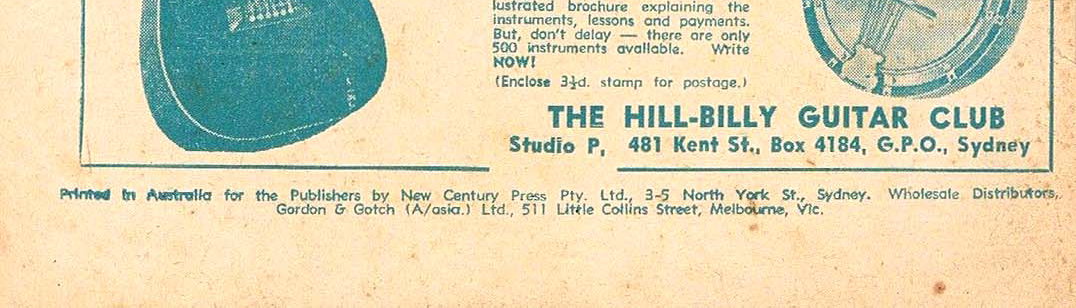 lustrated brochure explaining the
instruments, lessons and payments.
But, don't delay — there are only
500 instruments available. Write
NOW!
(Enclose 3½d. stamp for postage.)
THE HILL-BILLY GUITAR CLUB
Studio P, 481 Kent St., Box 4184, G.P.O., Sydney
Printed in Australia for the Publishers by New Century Press Pty. Ltd., 3-5 North York St., Sydney. Wholesale Distributors,
Gordon & Gotch (A/asia.) Ltd., 511 Little Collins Street, Melbourne, Vic.